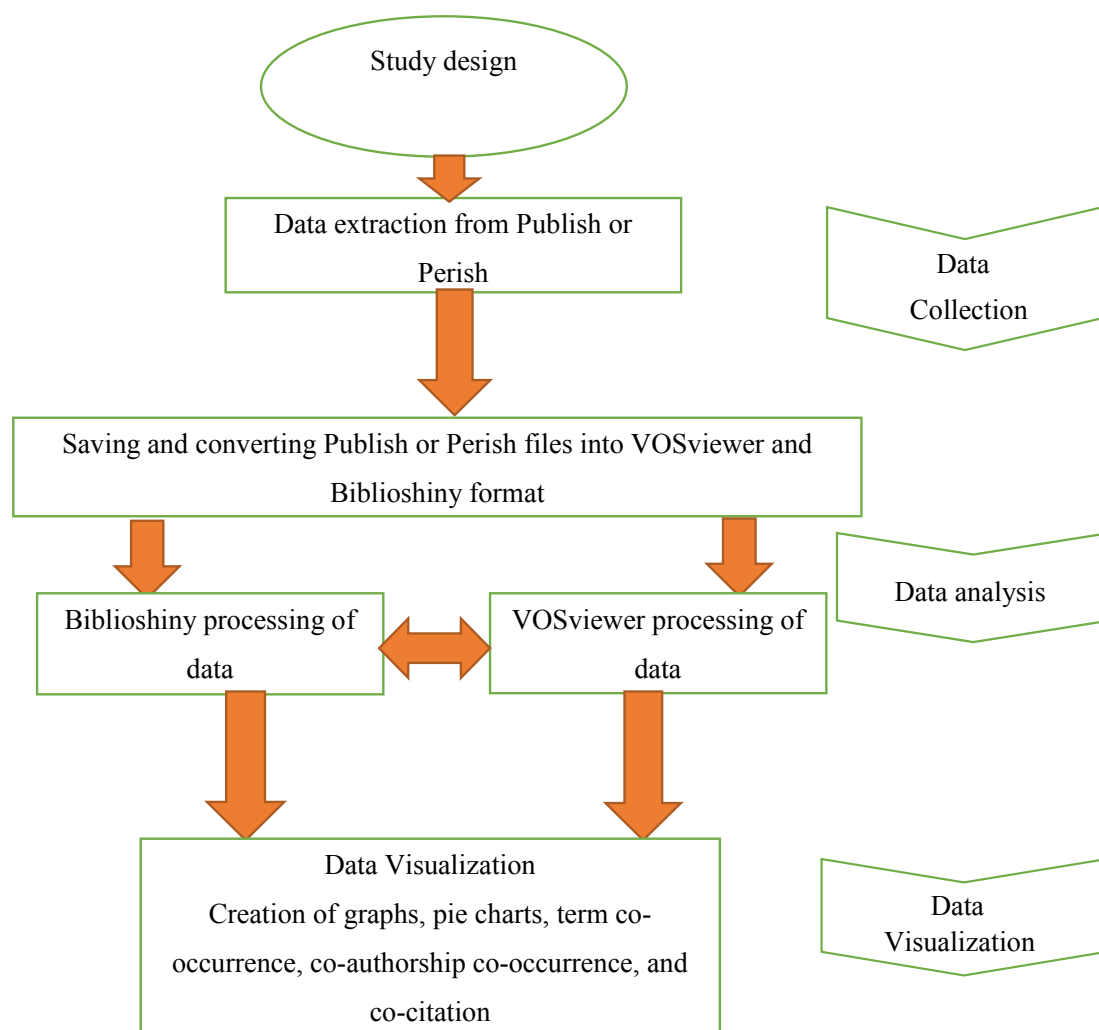 Study design
Data extraction from Publish or
Perish
Data
Collection
Saving and converting Publish or Perish files into VOSviewer and
Biblioshiny format
Data analysis
Biblioshiny processing of
data
VOSviewer processing of
data
Data Visualization
Creation of graphs, pie charts, term co-
occurrence, co-authorship co-occurrence, and
co-citation
Data
Visualization